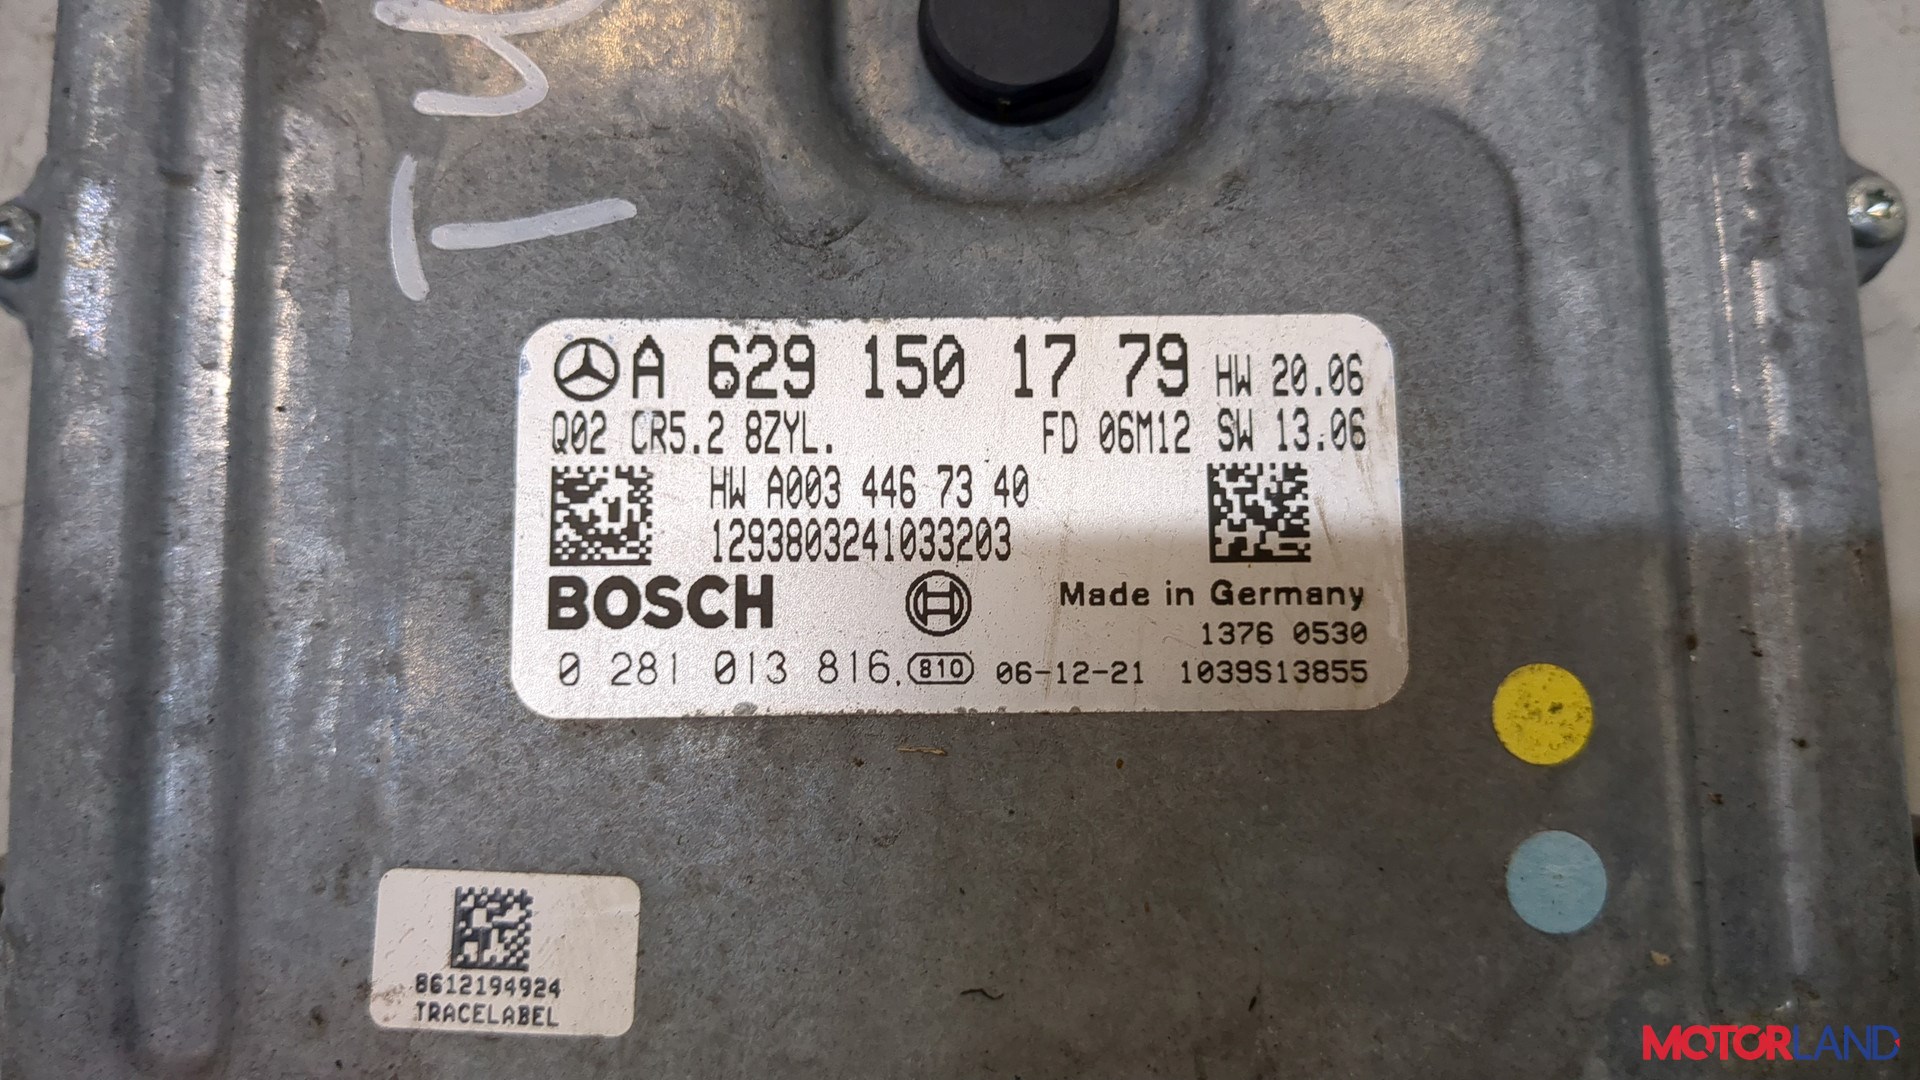 A 629 150 17 79 HW 20.06
Q02 CR5.2 8ZYL. FD 06M12 SW 13.06
HW A003 446 73 40
1293803241033203
BOSCH Made in Germany
1376 0530
0 281 013 816. 810 06-12-21 1039S13855
8612194924
TRACELABEL
MOTORLAND